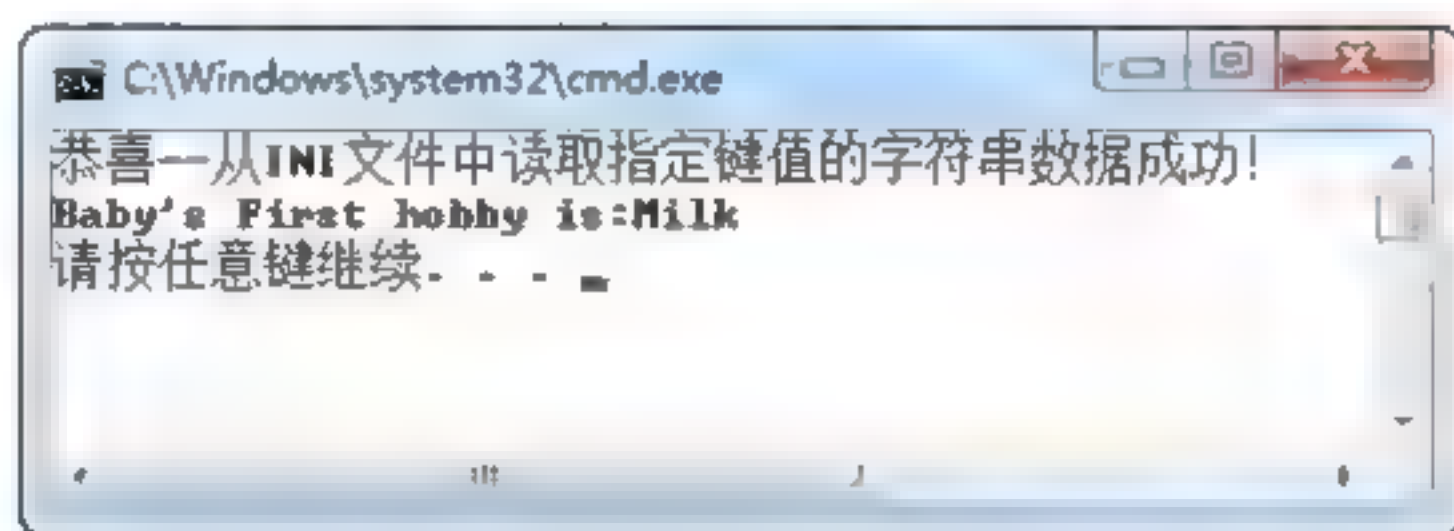 C:\Windows\system32\cmd.exe
恭喜一从INI文件中读取指定键值的字符串数据成功!
Baby's First hobby is:Milk
请按任意键继续. . .